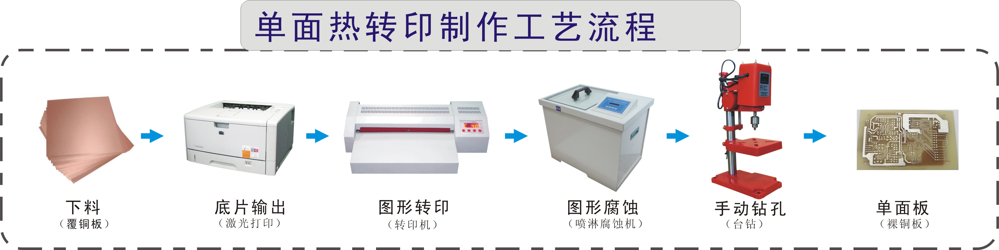 单面热转印制作工艺流程
下料
（覆铜板）
底片输出
（激光打印）
图形转印
（转印机）
图形腐蚀
（喷淋腐蚀机）
手动钻孔
（台钻）
单面板
（裸铜板）
hp